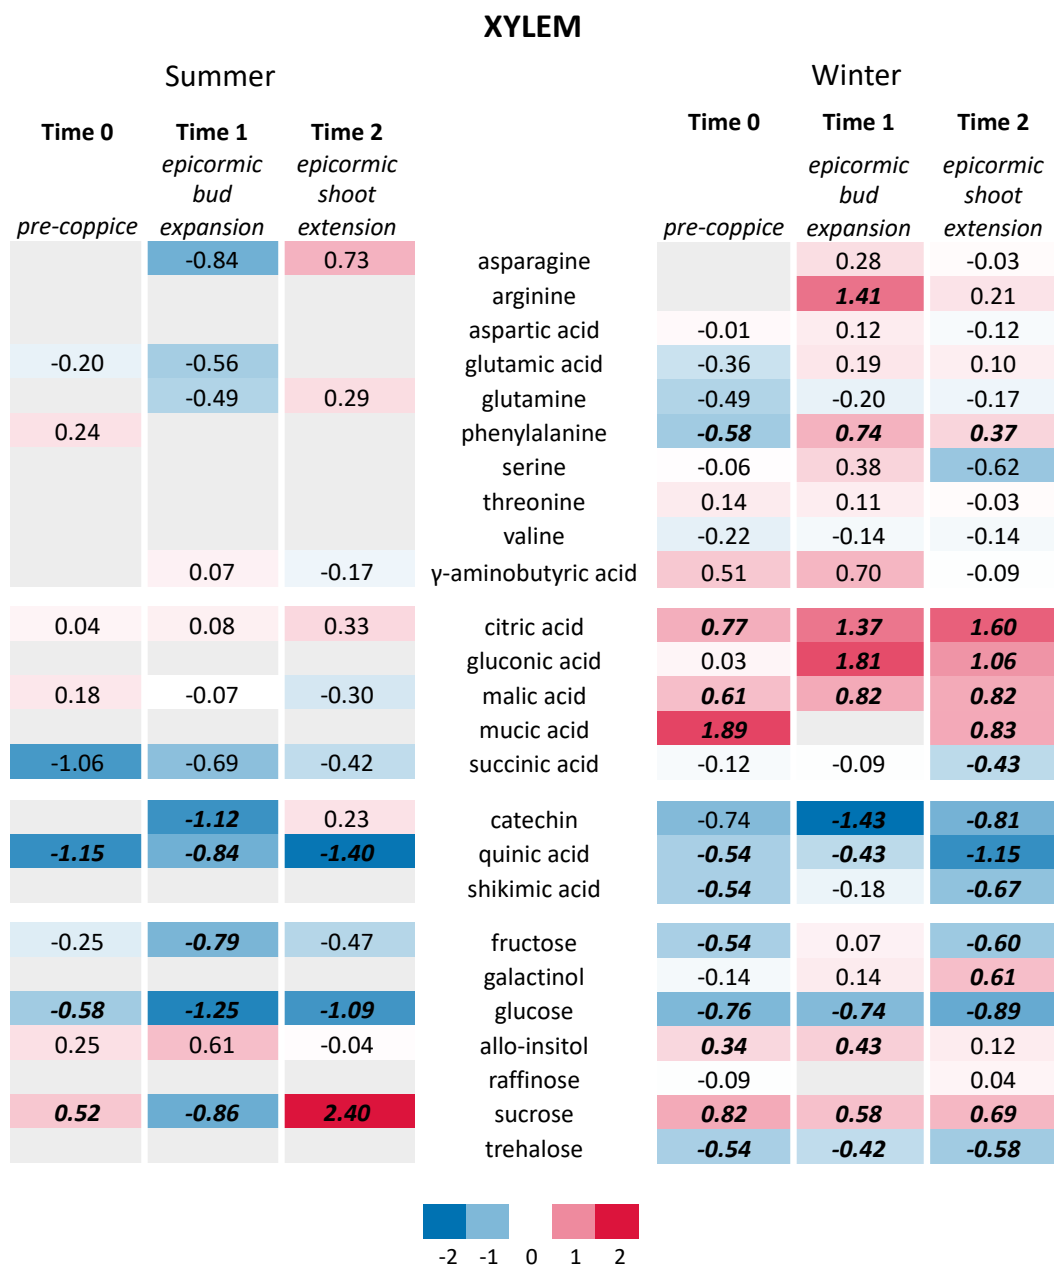 XYLEM
Summer Winter
Time 0 Time 1 Time 2 Time 0 Time 1 Time 2
epicormic epicormic epicormic epicormic
bud shoot bud shoot
pre-coppice expansion extension pre-coppice expansion extension
-0.84 0.73 asparagine 0.28 -0.03
arginine 1.41 0.21
aspartic acid -0.01 0.12 -0.12
-0.20 -0.56 glutamic acid -0.36 0.19 0.10
-0.49 0.29 glutamine -0.49 -0.20 -0.17
0.24 phenylalanine -0.58 0.74 0.37
serine -0.06 0.38 -0.62
threonine 0.14 0.11 -0.03
valine -0.22 -0.14 -0.14
0.07 -0.17 γ-aminobutyric acid 0.51 0.70 -0.09
0.04 0.08 0.33 citric acid 0.77 1.37 1.60
gluconic acid 0.03 1.81 1.06
0.18 -0.07 -0.30 malic acid 0.61 0.82 0.82
mucic acid 1.89 0.83
-1.06 -0.69 -0.42 succinic acid -0.12 -0.09 -0.43
-1.12 0.23 catechin -0.74 -1.43 -0.81
-1.15 -0.84 -1.40 quinic acid -0.54 -0.43 -1.15
shikimic acid -0.54 -0.18 -0.67
-0.25 -0.79 -0.47 fructose -0.54 0.07 -0.60
galactinol -0.14 0.14 0.61
-0.58 -1.25 -1.09 glucose -0.76 -0.74 -0.89
0.25 0.61 -0.04 allo-insitol 0.34 0.43 0.12
raffinose -0.09 0.04
0.52 -0.86 2.40 sucrose 0.82 0.58 0.69
trehalose -0.54 -0.42 -0.58
-2 -1 0 1 2